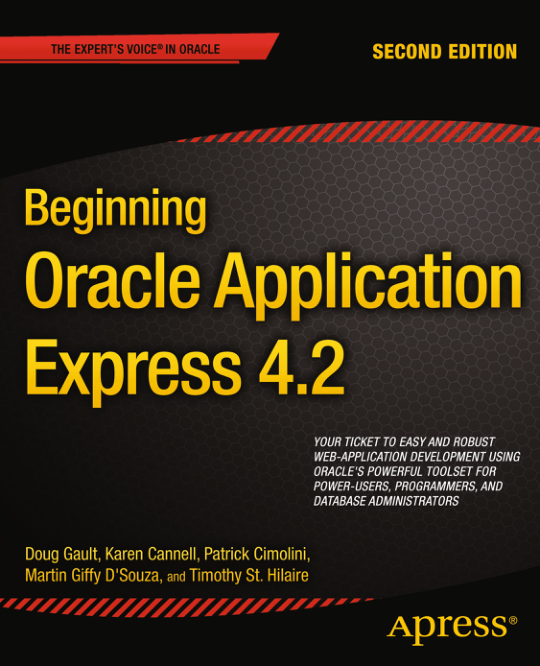 THE EXPERT'S VOICE® IN ORACLE
SECOND EDITION
Beginning
Oracle Application
Express 4.2
YOUR TICKET TO EASY AND ROBUST
WEB-APPLICATION DEVELOPMENT USING
ORACLE'S POWERFUL TOOLSET FOR
POWER-USERS, PROGRAMMERS, AND
DATABASE ADMINISTRATORS
Doug Gault, Karen Cannell, Patrick Cimolini,
Martin Giffy D'Souza, and Timothy St. Hilaire
Apress®